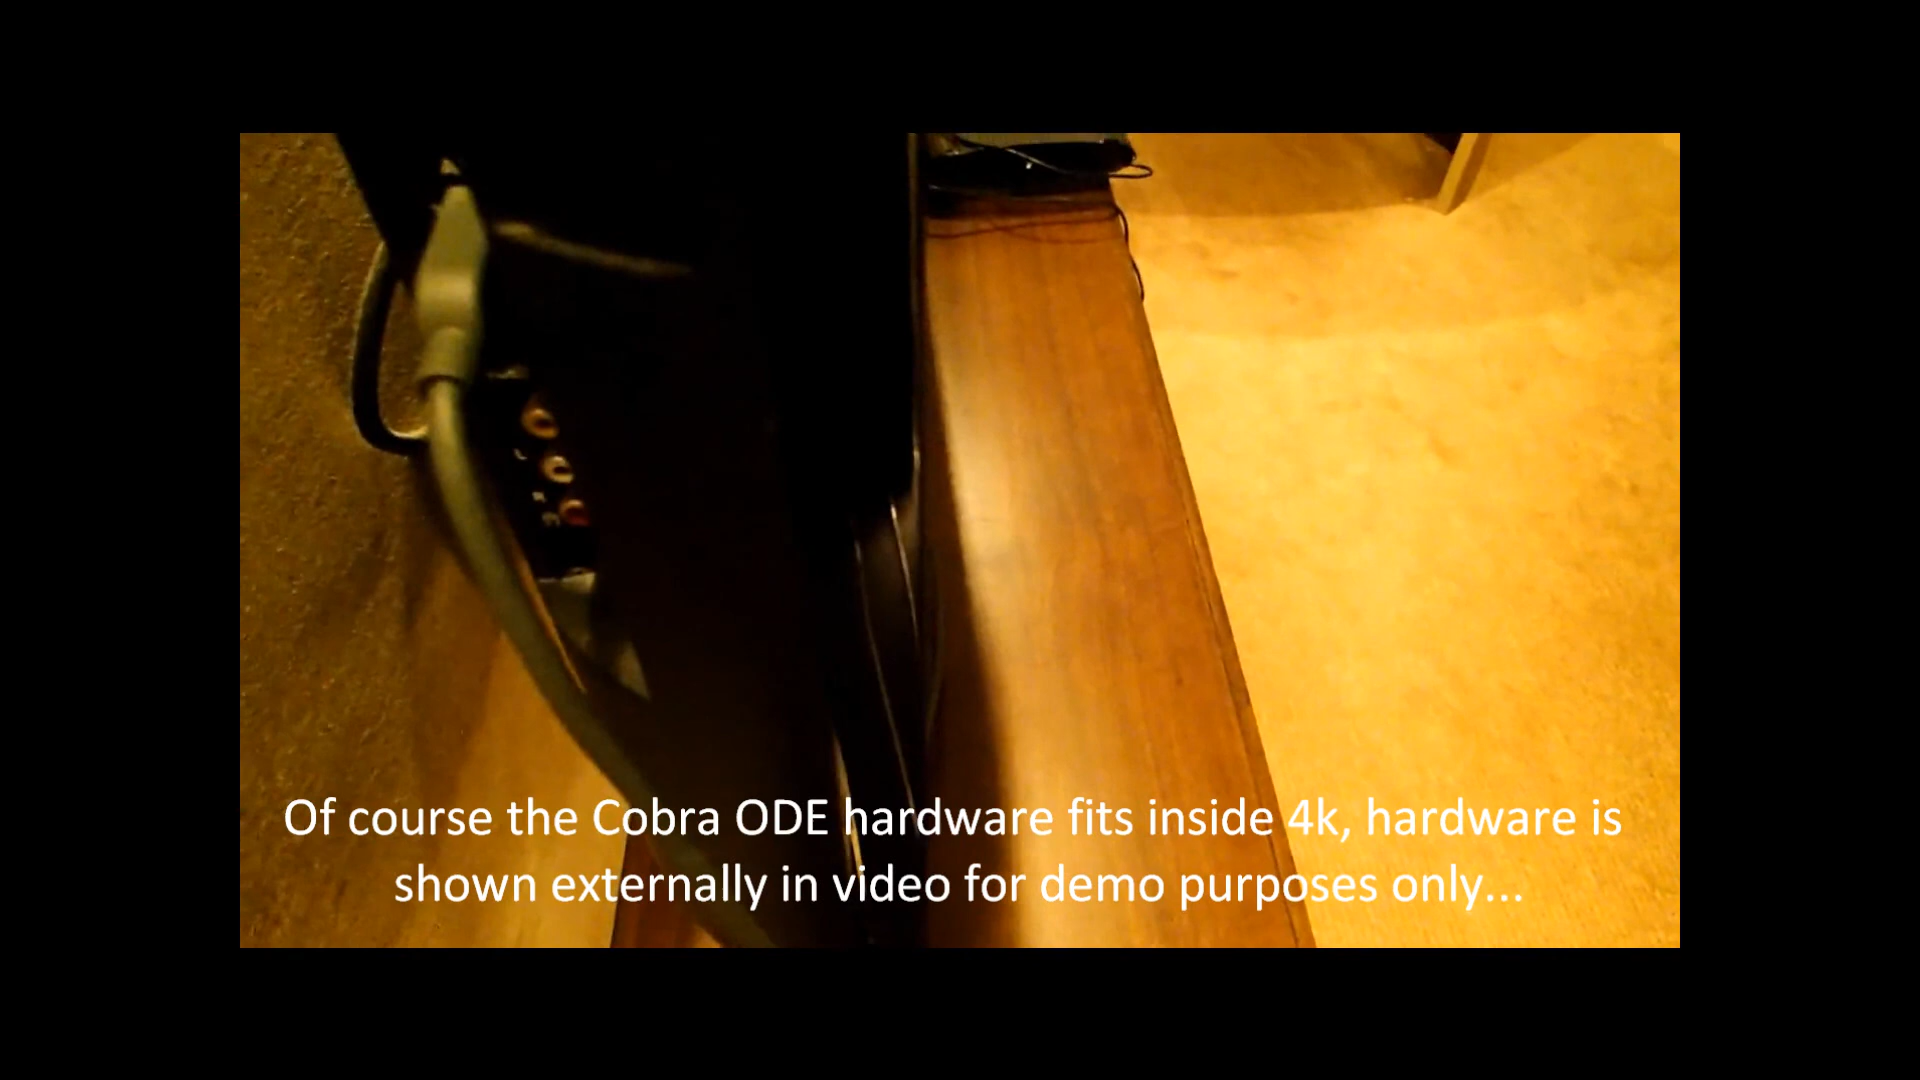 Of course the Cobra ODE hardware fits inside 4k, hardware is
shown externally in video for demo purposes only...